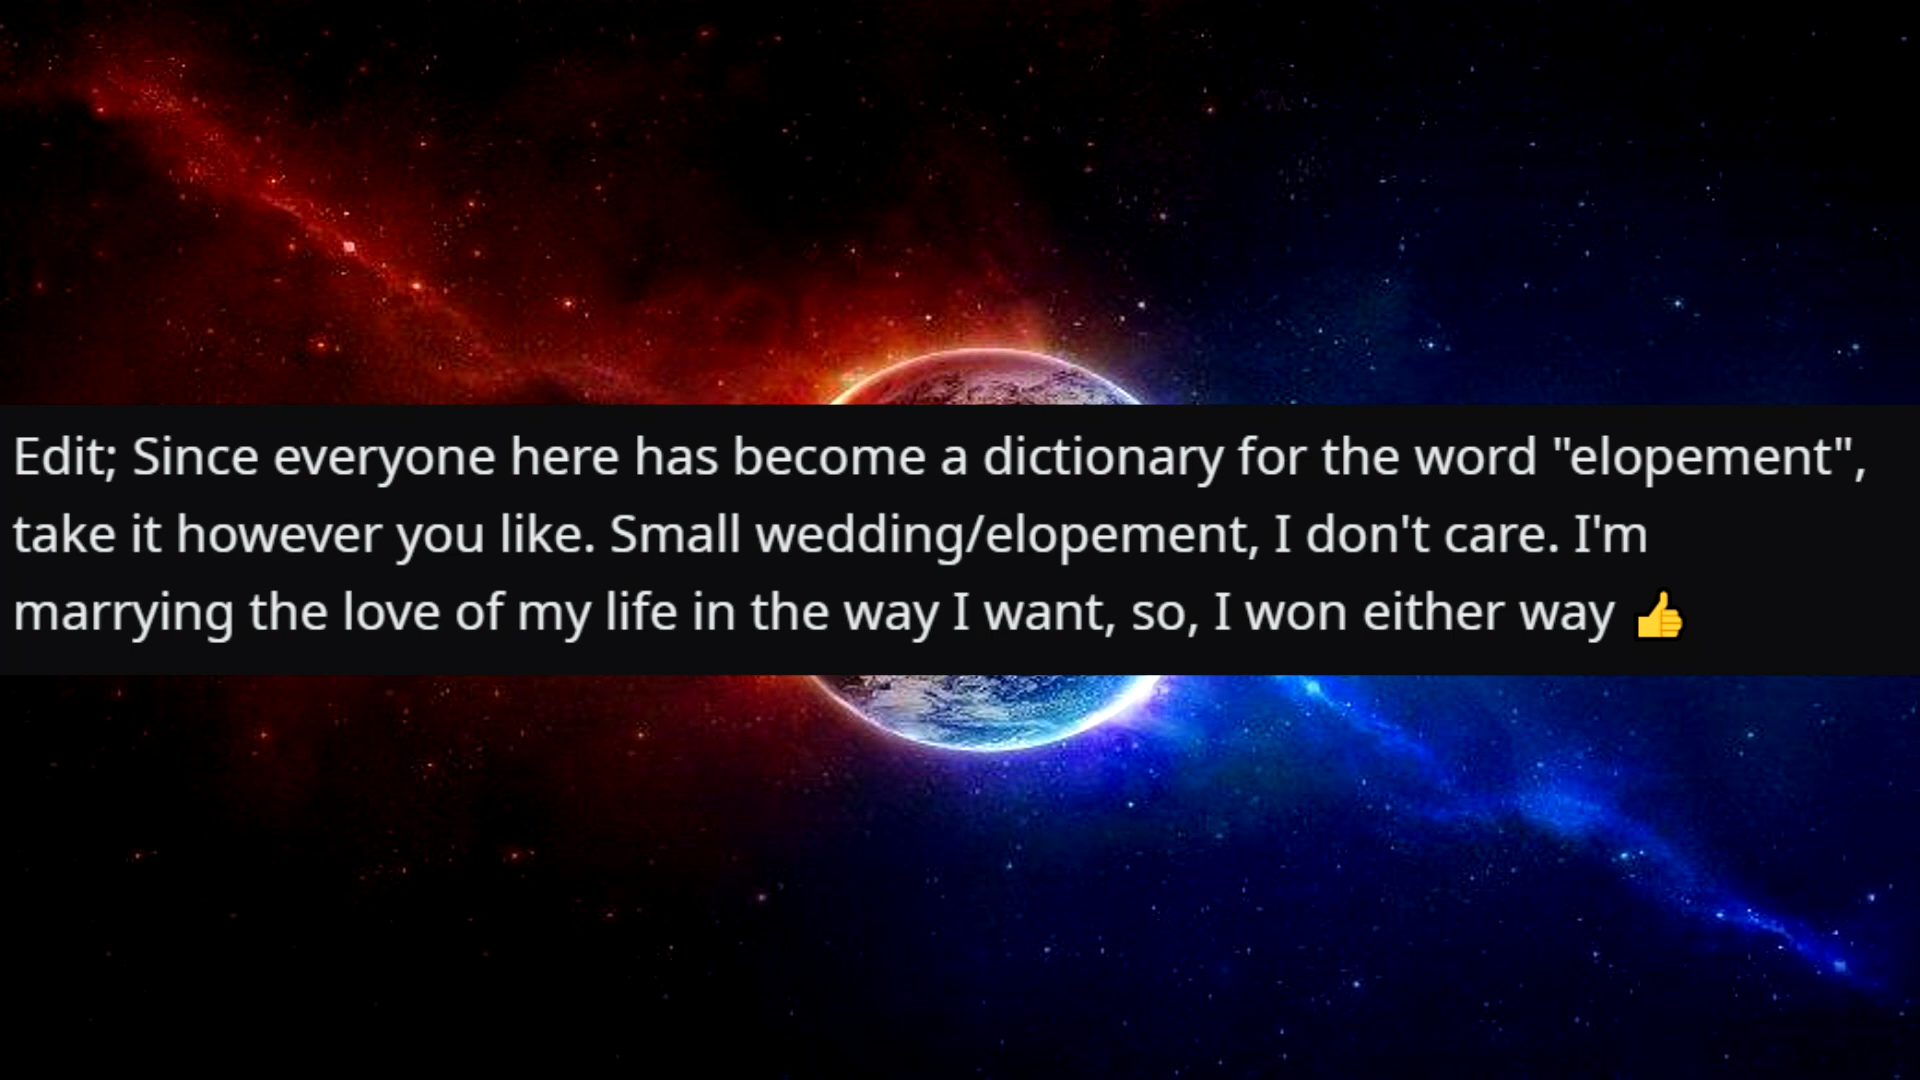 Edit; Since everyone here has become a dictionary for the word "elopement",
take it however you like. Small wedding/elopement, I don't care. I'm
marrying the love of my life in the way I want, so, I won either way 👍